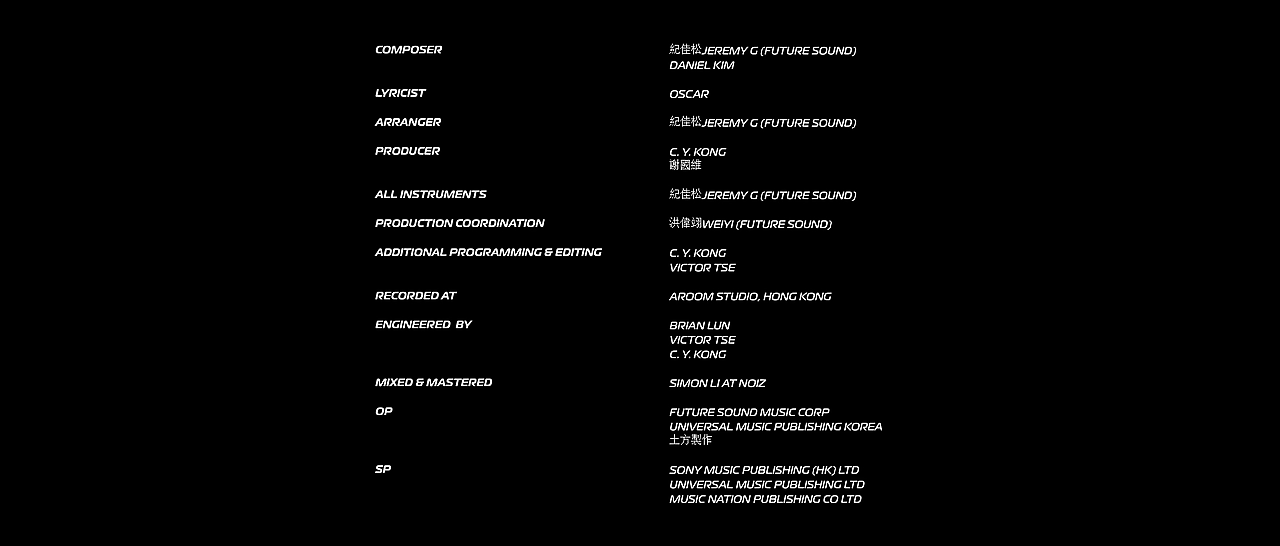 COMPOSER 紀佳松JEREMY G (FUTURE SOUND)
DANIEL KIM
LYRICIST OSCAR
ARRANGER 紀佳松JEREMY G (FUTURE SOUND)
PRODUCER C. Y. KONG
謝國維
ALL INSTRUMENTS 紀佳松JEREMY G (FUTURE SOUND)
PRODUCTION COORDINATION 洪偉翊WEIYI (FUTURE SOUND)
ADDITIONAL PROGRAMMING & EDITING C. Y. KONG
VICTOR TSE
RECORDED AT AROOM STUDIO, HONG KONG
ENGINEERED BY BRIAN LUN
VICTOR TSE
C. Y. KONG
MIXED & MASTERED SIMON LI AT NOIZ
OP FUTURE SOUND MUSIC CORP
UNIVERSAL MUSIC PUBLISHING KOREA
土方製作
SP SONY MUSIC PUBLISHING (HK) LTD
UNIVERSAL MUSIC PUBLISHING LTD
MUSIC NATION PUBLISHING CO LTD